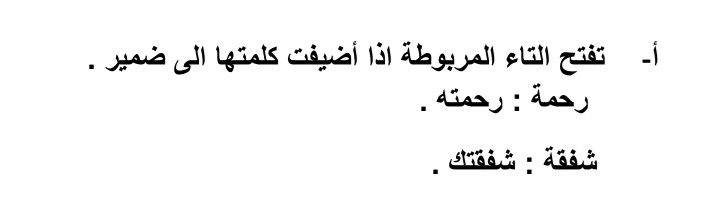 أ- تفتح التاء المربوطة اذا أضيفت كلمتها الى ضمير .
رحمة : رحمته .
شفقة : شفقتك .